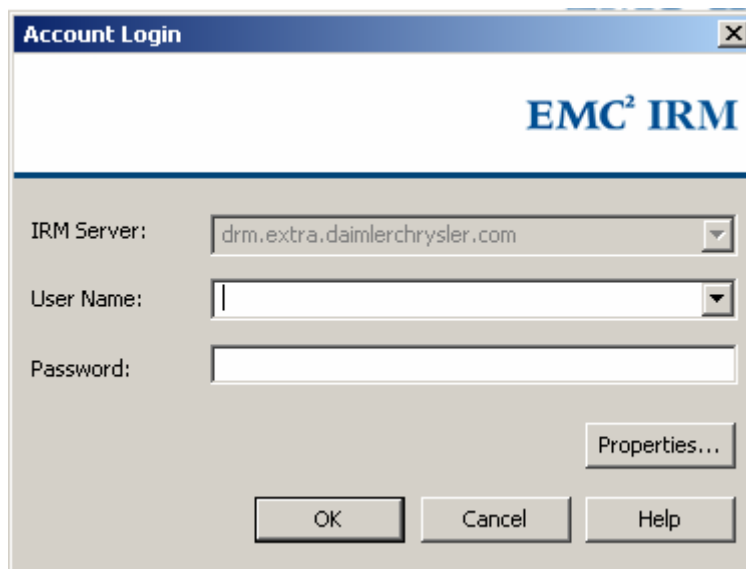 Account Login
EMC² IRM
IRM Server: drm.extra.daimlerchrysler.com
User Name:
Password:
Properties...
OK Cancel Help